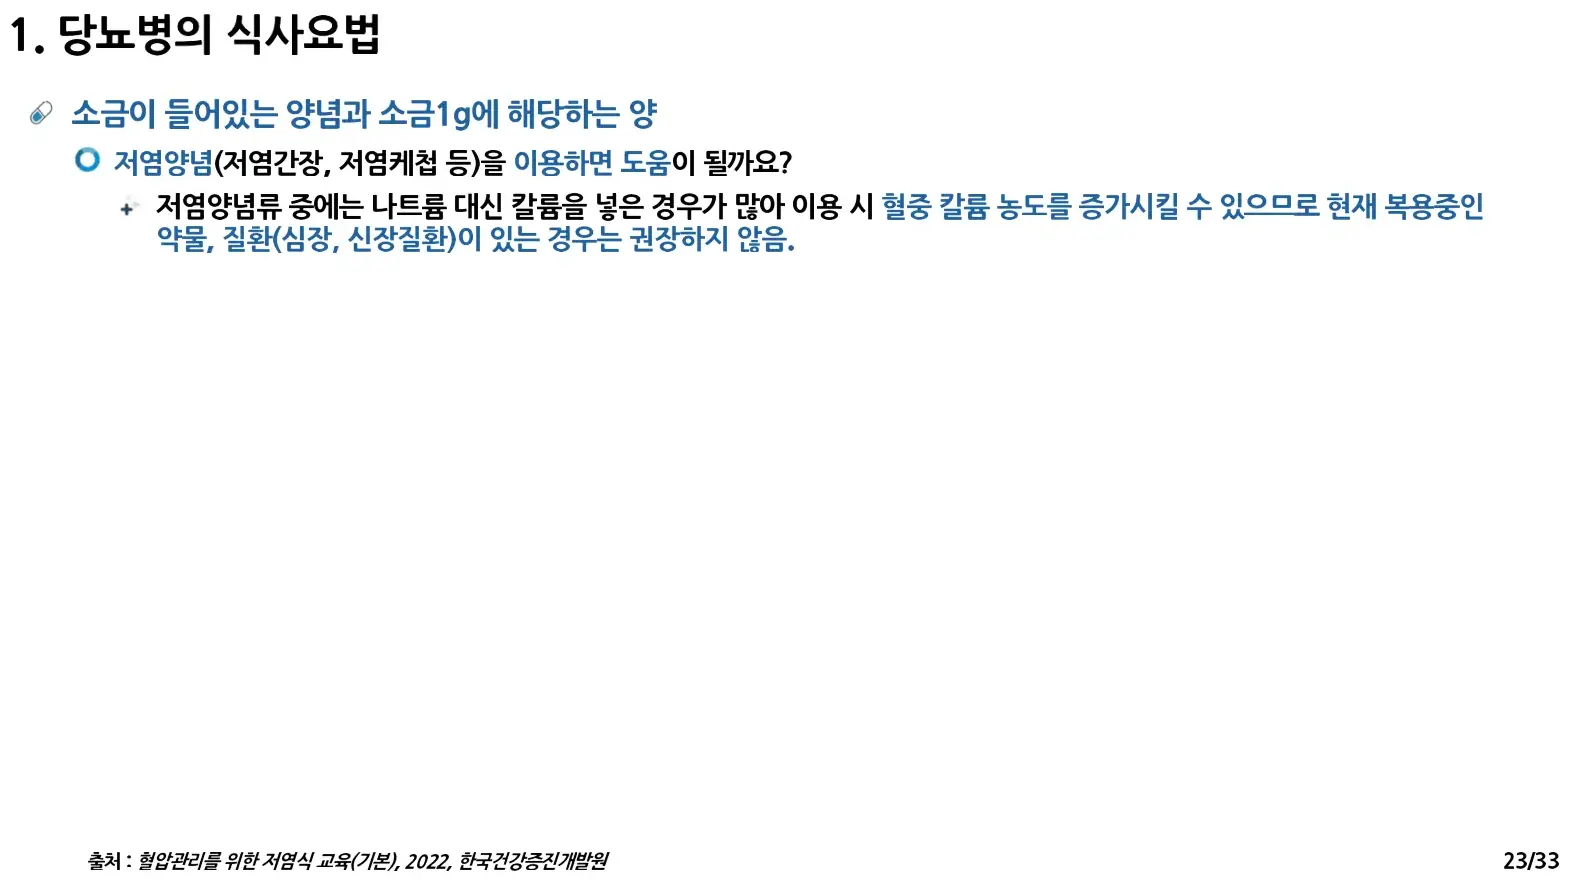 1. 당뇨병의 식사요법
소금이 들어있는 양념과 소금1g에 해당하는 양
저염양념(저염간장, 저염케첩 등)을 이용하면 도움이 될까요?
저염양념류 중에는 나트륨 대신 칼륨을 넣은 경우가 많아 이용 시 혈중 칼륨 농도를 증가시킬 수 있으므로 현재 복용중인
약물, 질환(심장, 신장질환)이 있는 경우는 권장하지 않음.
출처 : 혈압관리를 위한 저염식 교육(기본), 2022, 한국건강증진개발원
23/33